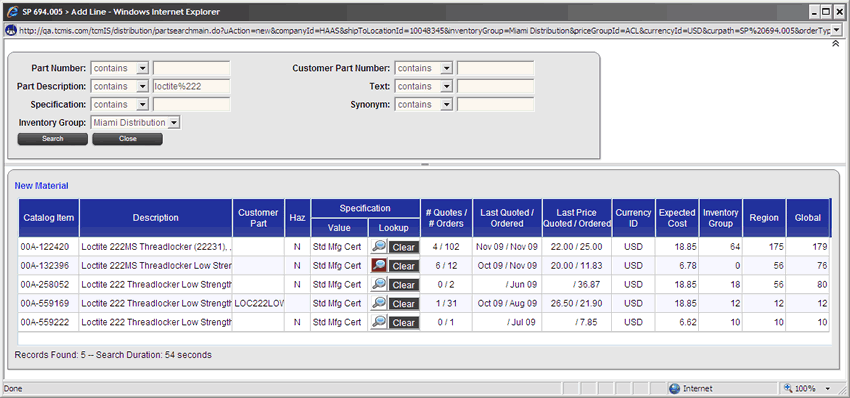 SP 694.005 > Add Line - Windows Internet Explorer
http://qa.tcmis.com/tcmIS/distribution/partsearchmain.do?uAction=new&companyId=HAAS&shipToLocationId=10048345&inventoryGroup=Miami Distribution&priceGroupId=ACL&currencyId=USD&curpath=SP%20694.005&orderTyp
Part Number: contains Customer Part Number: contains
Part Description: contains loctite%222 Text: contains
Specification: contains Synonym: contains
Inventory Group: Miami Distribution
Search Close
New Material
Catalog Item Description Customer Part Haz Specification Value Lookup # Quotes / # Orders Last Quoted / Ordered Last Price Quoted / Ordered Currency ID Expected Cost Inventory Group Region Global
00A-122420 Loctite 222MS Threadlocker (22231), . N Std Mfg Cert Clear 4 / 102 Nov 09 / Nov 09 22.00 / 25.00 USD 18.85 64 175 179
00A-132396 Loctite 222MS Threadlocker Low Stren N Std Mfg Cert Clear 6 / 12 Oct 09 / Nov 09 20.00 / 11.83 USD 6.78 0 56 76
00A-258052 Loctite 222 Threadlocker Low Strength N Std Mfg Cert Clear 0 / 2 / Jun 09 / 36.87 USD 18.85 18 56 80
00A-559169 Loctite 222 Threadlocker Low Strength LOC222LOW Std Mfg Cert Clear 1 / 31 Oct 09 / Aug 09 26.50 / 21.90 USD 18.85 12 12 12
00A-559222 Loctite 222 Threadlocker Low Strength N Std Mfg Cert Clear 0 / 1 / Jul 09 / 7.85 USD 6.62 10 10 10
Records Found: 5 -- Search Duration: 54 seconds
Done Internet 100%